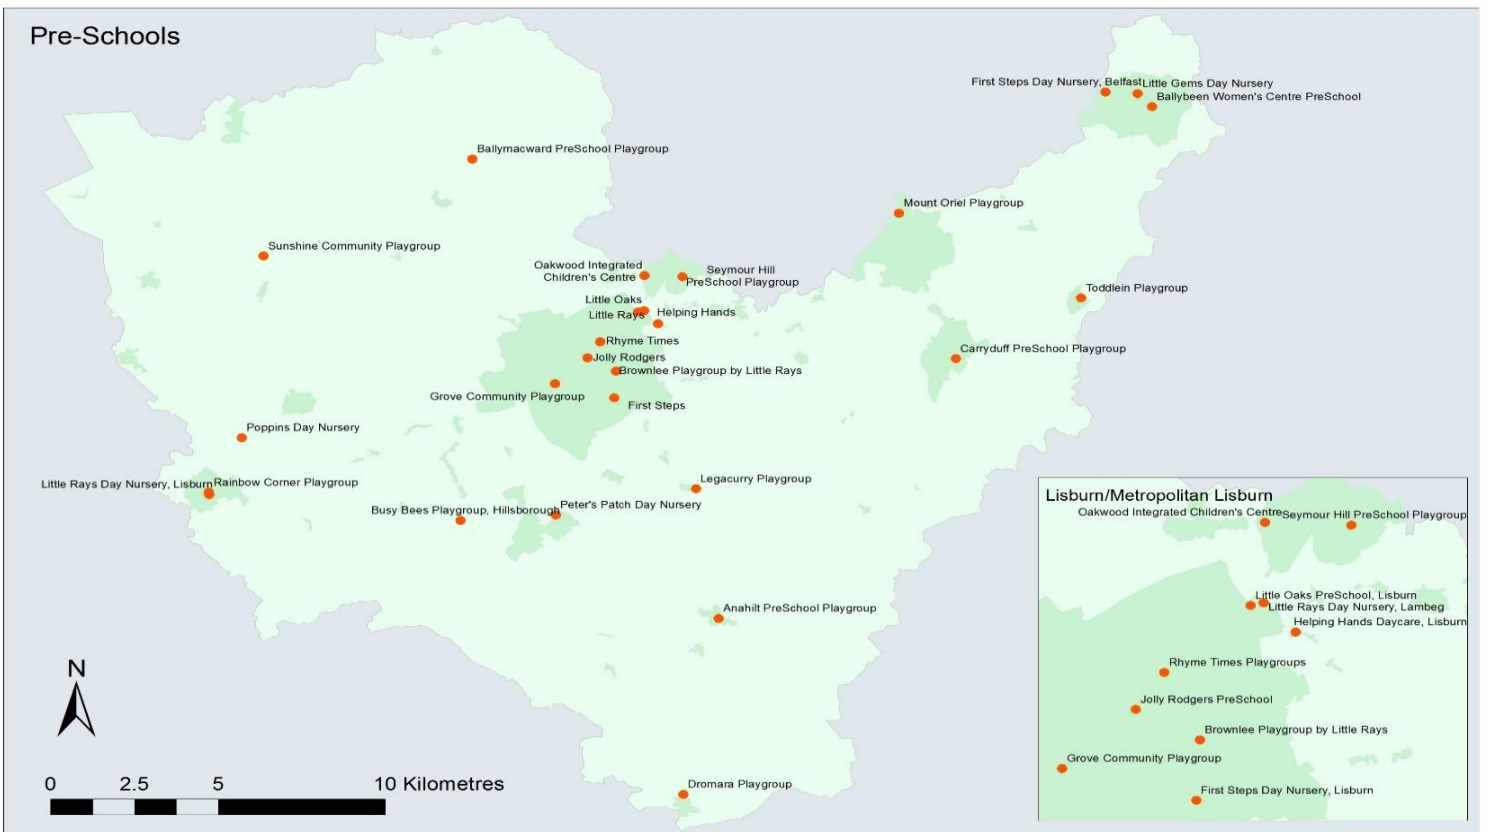 Pre-Schools
First Steps Day Nursery, Belfast
Little Gems Day Nursery
Ballybeen Women's Centre PreSchool
Ballymacward PreSchool Playgroup
Mount Oriel Playgroup
Sunshine Community Playgroup
Oakwood Integrated
Children's Centre
Seymour Hill
PreSchool Playgroup
Toddlein Playgroup
Little Oaks
Little Rays
Helping Hands
Rhyme Times
Carryduff PreSchool Playgroup
Jolly Rodgers
Brownlee Playgroup by Little Rays
Grove Community Playgroup
First Steps
Poppins Day Nursery
Little Rays Day Nursery, Lisburn
Rainbow Corner Playgroup
Legacurry Playgroup
Busy Bees Playgroup, Hillsborough
Peter's Patch Day Nursery
Anahilt PreSchool Playgroup
Dromara Playgroup
N
0 2.5 5 10 Kilometres
Lisburn/Metropolitan Lisburn
Oakwood Integrated Children's Centre
Seymour Hill PreSchool Playgroup
Little Oaks PreSchool, Lisburn
Little Rays Day Nursery, Lambeg
Helping Hands Daycare, Lisburn
Rhyme Times Playgroups
Jolly Rodgers PreSchool
Brownlee Playgroup by Little Rays
Grove Community Playgroup
First Steps Day Nursery, Lisburn